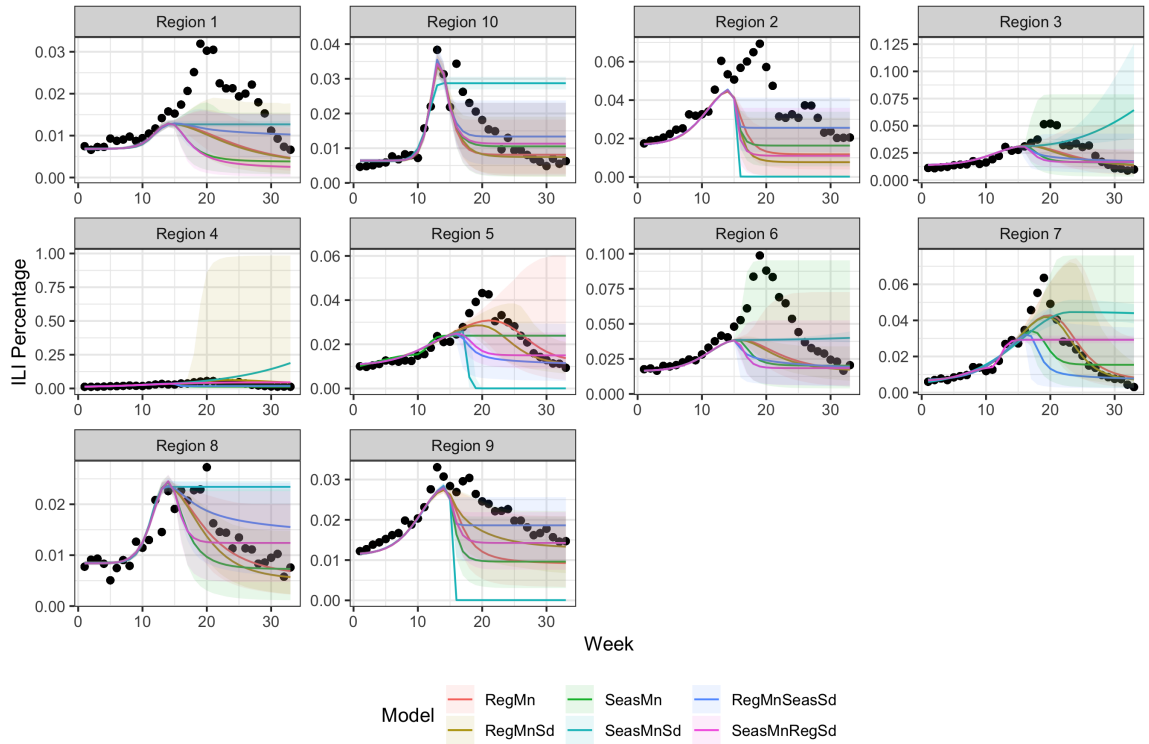 Region 1
Region 10
Region 2
Region 3
0.03
0.02
0.01
0.00
0 10 20 30
0.04
0.03
0.02
0.01
0.00
0 10 20 30
0.06
0.04
0.02
0.00
0 10 20 30
0.125
0.100
0.075
0.050
0.025
0.000
0 10 20 30
Region 4
Region 5
Region 6
Region 7
1.00
0.75
0.50
0.25
0.00
0 10 20 30
0.06
0.04
0.02
0.00
0 10 20 30
0.100
0.075
0.050
0.025
0.000
0 10 20 30
0.06
0.04
0.02
0.00
0 10 20 30
Region 8
Region 9
0.02
0.01
0.00
0 10 20 30
0.03
0.02
0.01
0.00
0 10 20 30
ILI Percentage
Week
Model
RegMn
SeasMn
RegMnSeasSd
RegMnSd
SeasMnSd
SeasMnRegSd